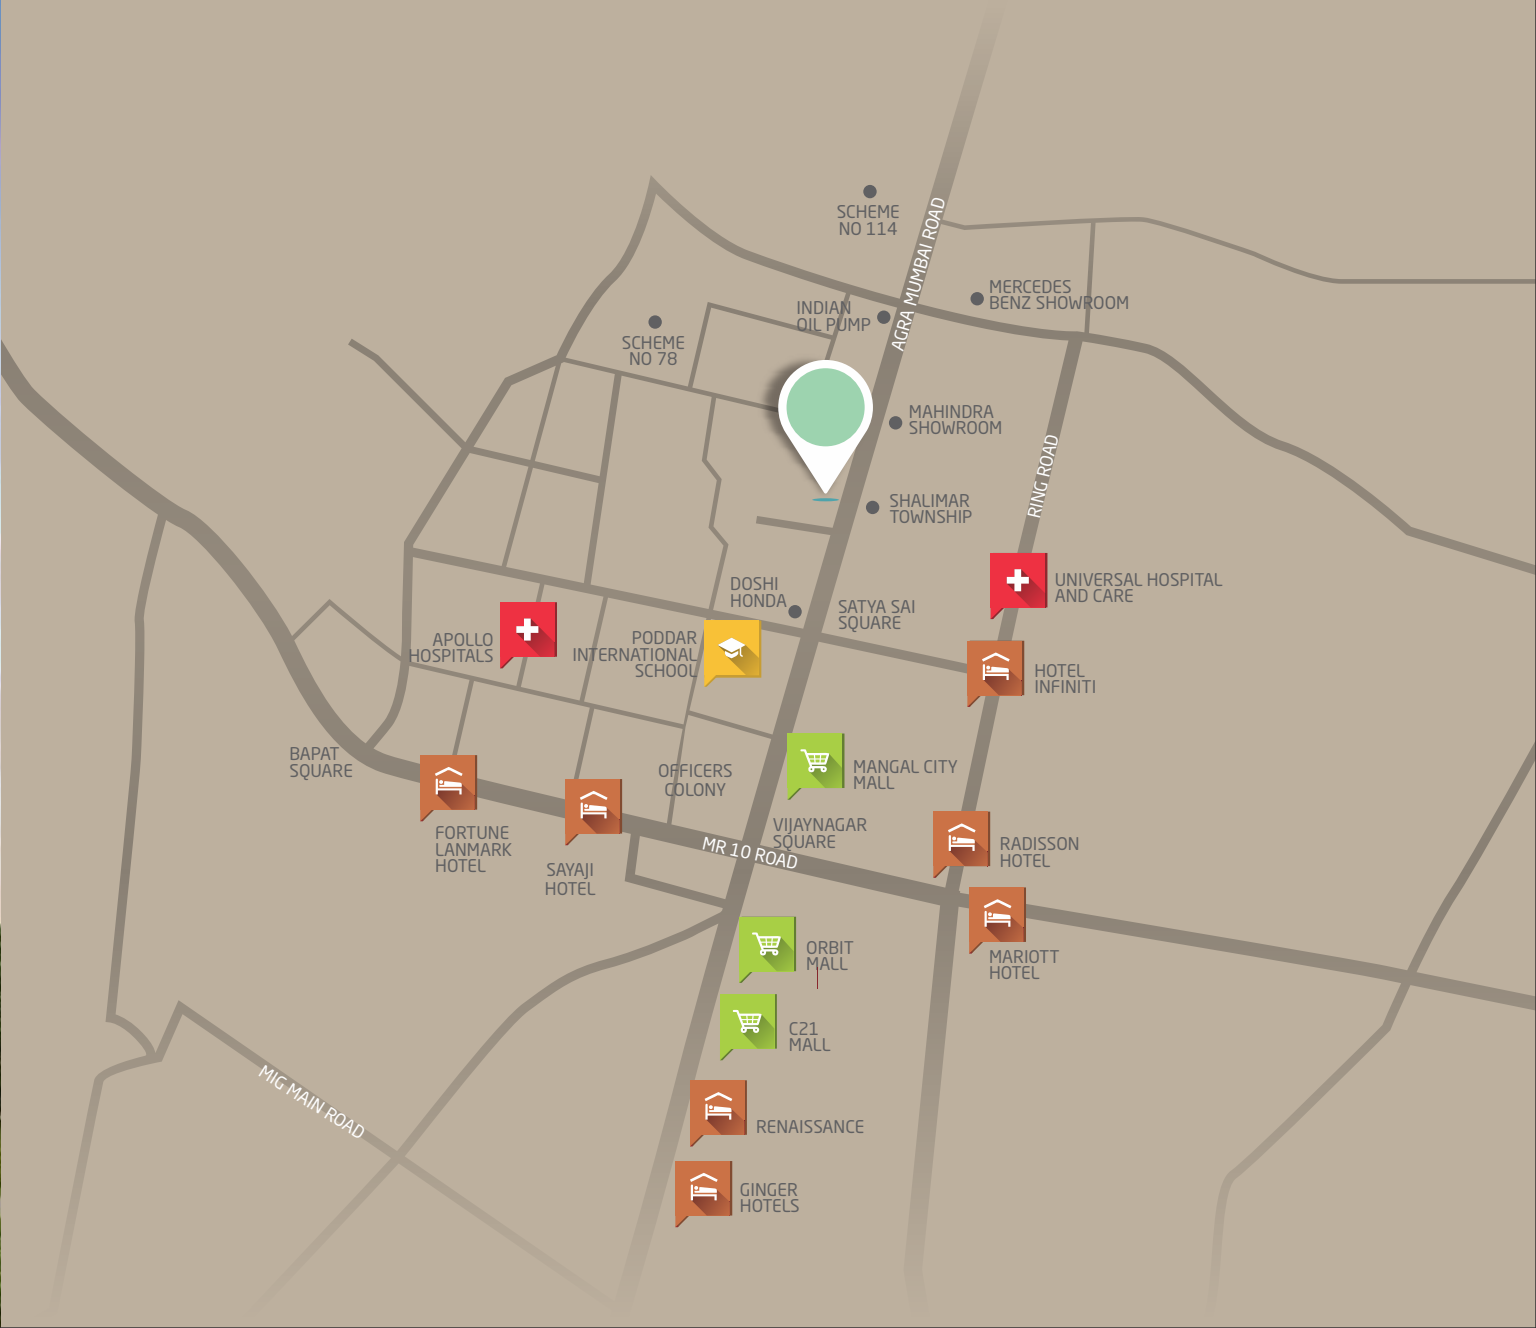 SCHEME
NO 114
AGRA MUMBAI ROAD
MERCEDES
BENZ SHOWROOM
INDIAN
OIL PUMP
SCHEME
NO 78
MAHINDRA
SHOWROOM
RING ROAD
SHALIMAR
TOWNSHIP
UNIVERSAL HOSPITAL
AND CARE
DOSHI
HONDA
SATYA SAI
SQUARE
APOLLO
HOSPITALS
PODDAR
INTERNATIONAL
SCHOOL
HOTEL
INFINITI
BAPAT
SQUARE
OFFICERS
COLONY
MANGAL CITY
MALL
FORTUNE
LANMARK
HOTEL
SAYAJI
HOTEL
VIJAYNAGAR
SQUARE
MR 10 ROAD
RADISSON
HOTEL
ORBIT
MALL
MARIOTT
HOTEL
C21
MALL
MIG MAIN ROAD
RENAISSANCE
GINGER
HOTELS